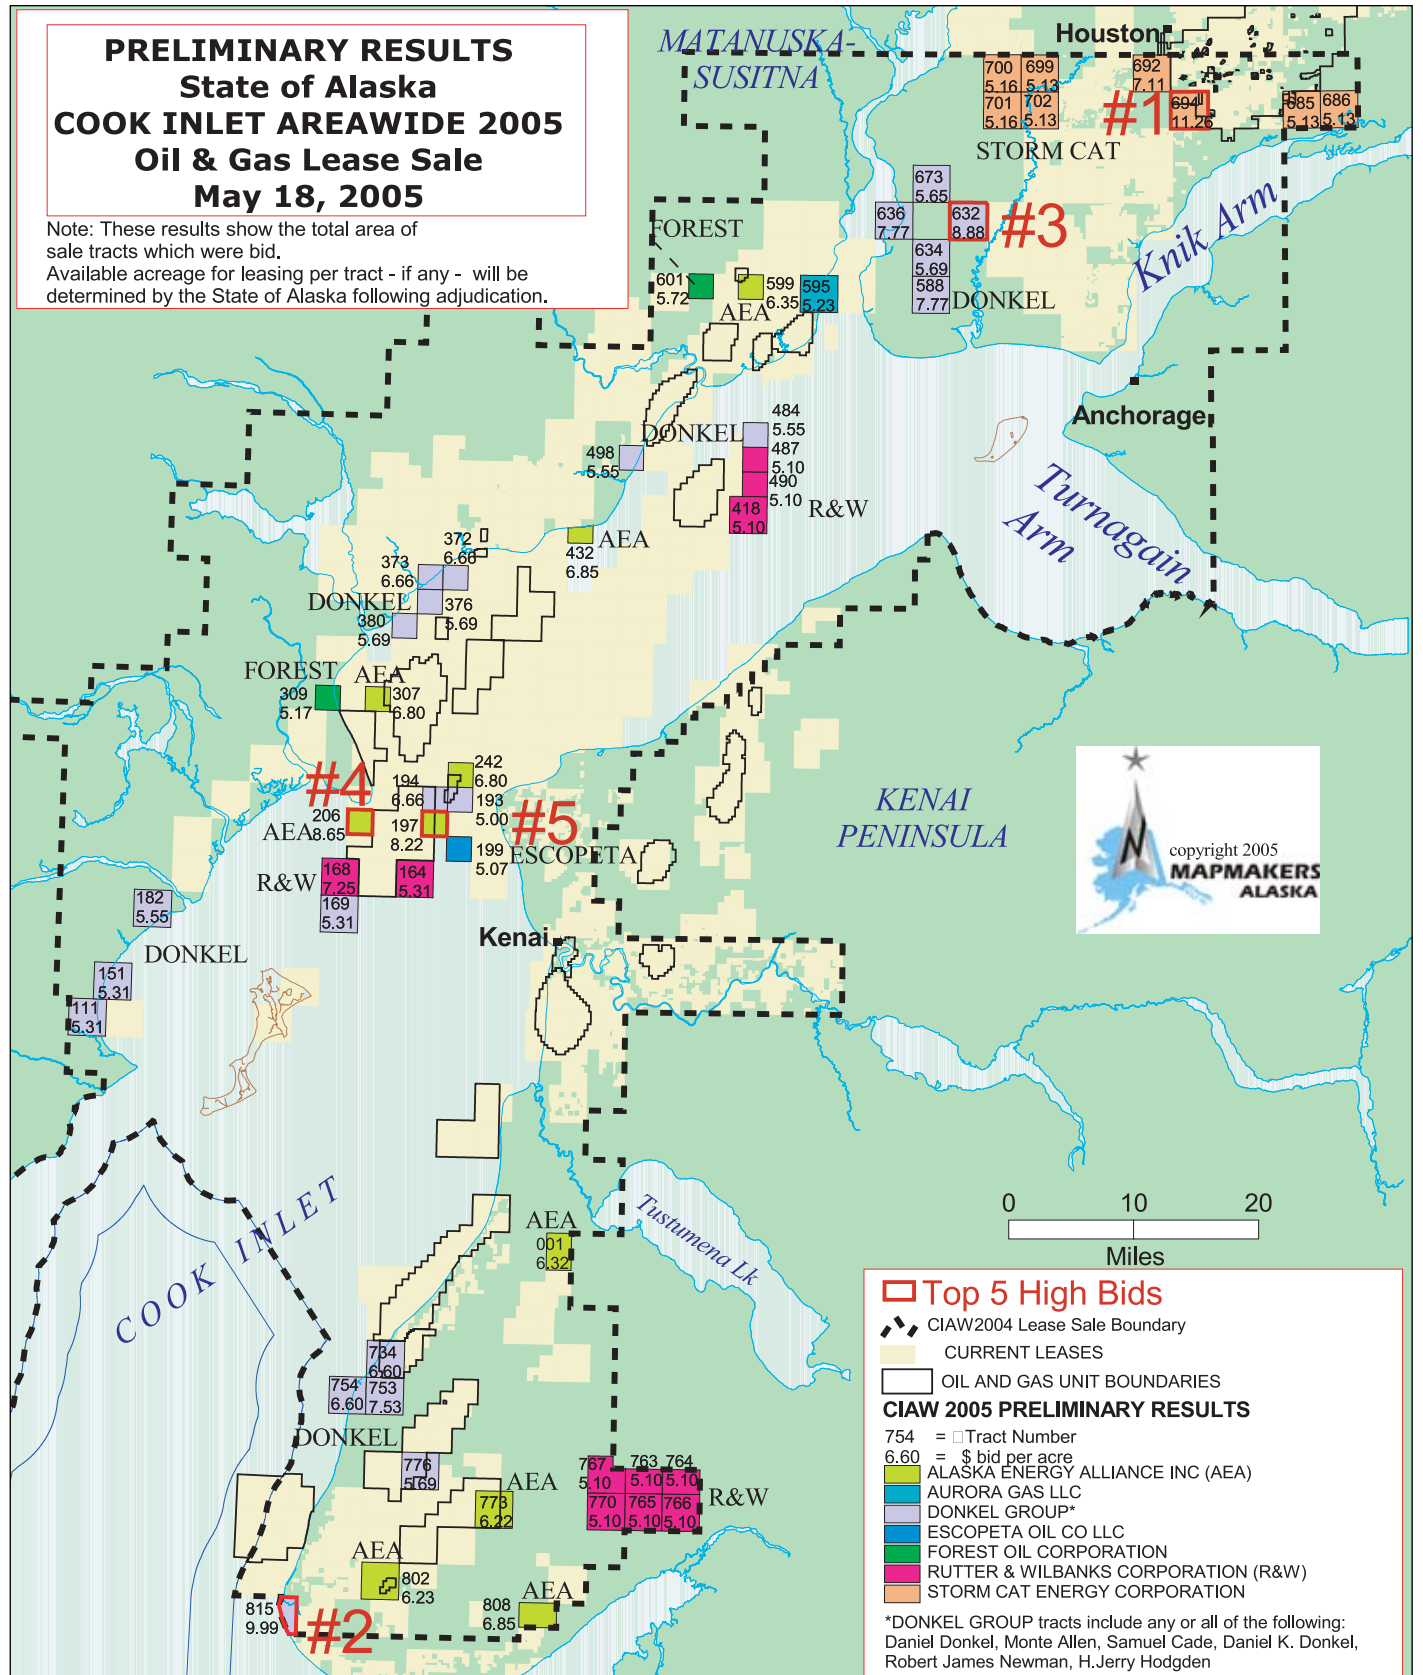 PRELIMINARY RESULTS
State of Alaska
COOK INLET AREAWIDE 2005
Oil & Gas Lease Sale
May 18, 2005
Note: These results show the total area of
sale tracts which were bid.
Available acreage for leasing per tract - if any - will be
determined by the State of Alaska following adjudication.
MATANUSKA-
SUSITNA
Houston
700
5.16
699
5.13
701
5.16
702
5.13
692
7.11
#1
694
11.26
685
5.13
686
5.13
STORM CAT
673
5.65
636
7.77
632
8.88
#3
634
5.69
588
7.77
DONKEL
Knik Arm
FOREST
601
5.72
599
6.35
AEA
595
5.23
Anchorage
Turnagain
Arm
484
5.55
DONKEL
487
5.10
498
5.55
490
5.10
418
5.10
R&W
AEA
432
6.85
372
6.66
373
6.66
DONKEL
376
5.69
380
5.69
FOREST
309
5.17
AEA
307
6.80
#4
242
6.80
194
6.66
193
5.00
206
8.65
AEA
197
8.22
#5
199
5.07
ESCOPETA
R&W
168
7.25
164
5.31
169
5.31
182
5.55
DONKEL
151
5.31
111
5.31
Kenai
KENAI
PENINSULA
N
copyright 2005
MAPMAKERS
ALASKA
COOK INLET
Tustumena Lk
AEA
001
6.32
0 10 20
Miles
734
6.60
754
6.60
753
7.53
DONKEL
776
5.69
AEA
773
6.22
767
5.10
763
5.10
764
5.10
770
5.10
765
5.10
766
5.10
R&W
AEA
802
6.23
AEA
808
6.85
815
9.99
#2
Top 5 High Bids
CIAW2004 Lease Sale Boundary
CURRENT LEASES
OIL AND GAS UNIT BOUNDARIES
CIAW 2005 PRELIMINARY RESULTS
754 = □Tract Number
6.60 = $ bid per acre
ALASKA ENERGY ALLIANCE INC (AEA)
AURORA GAS LLC
DONKEL GROUP*
ESCOPETA OIL CO LLC
FOREST OIL CORPORATION
RUTTER & WILBANKS CORPORATION (R&W)
STORM CAT ENERGY CORPORATION
*DONKEL GROUP tracts include any or all of the following:
Daniel Donkel, Monte Allen, Samuel Cade, Daniel K. Donkel,
Robert James Newman, H.Jerry Hodgden